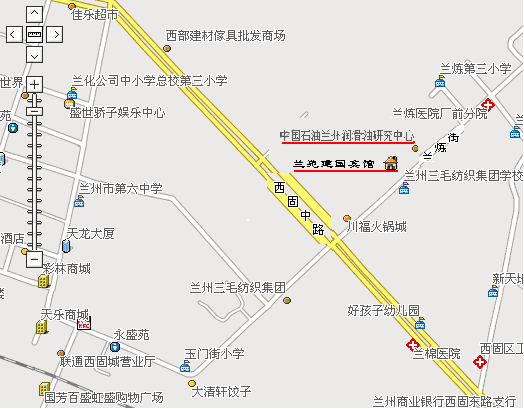 佳乐超市
西部建材傢具批发商场
兰炼第三小学
兰化公司中小学总校第三小学
世界
盛世骄子娱乐中心
兰炼医院厂前分院
中国石油兰州润滑油研究中心
兰炼街
兰苑建国宾馆
兰州三毛纺织集团学校
兰州市第六中学
西固中路
川福火锅城
天龙大厦
酒店
彩林商城
新天地
兰州三毛纺织集团
楼
天乐商城
KFC
好孩子幼儿园
永盛苑
玉门街小学
兰棉医院
西固区工
联通西固城营业厅
大清轩饺子
国芳百盛虹盛购物广场
兰州商业银行西固东路支行